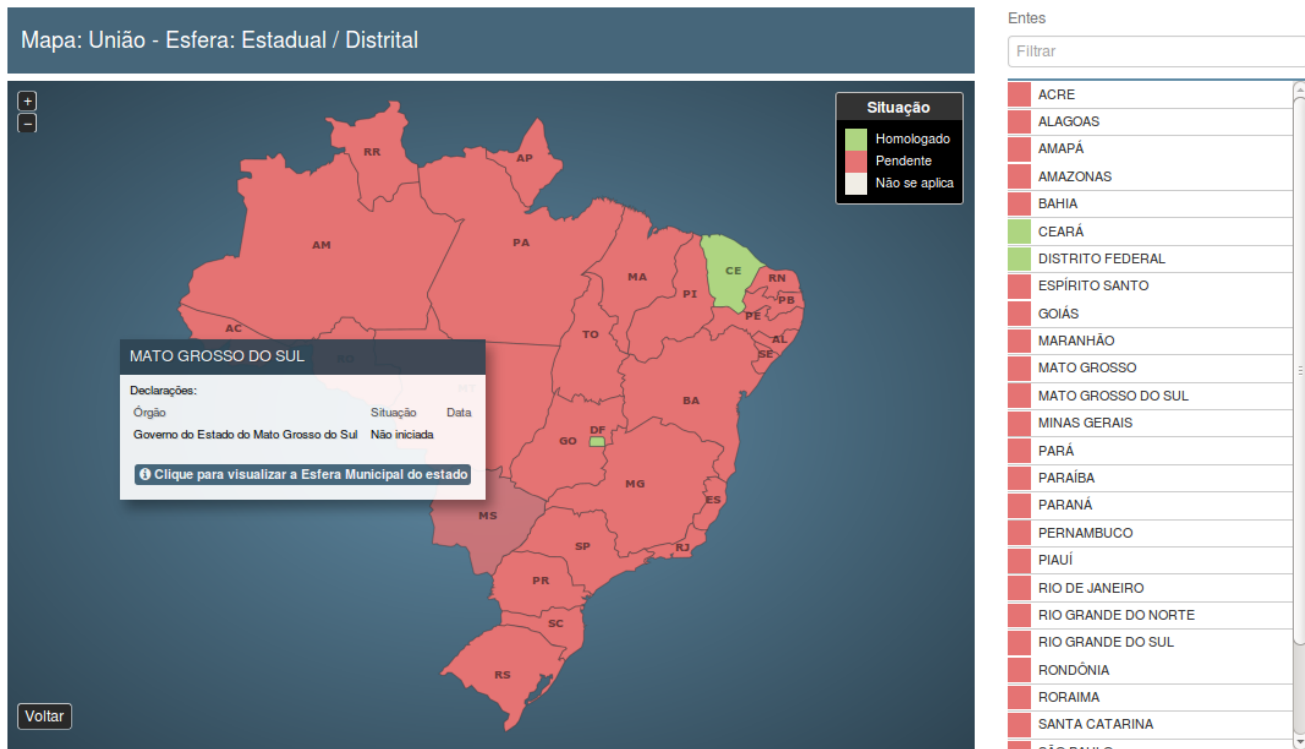 Mapa: União - Esfera: Estadual / Distrital
+
−
Situação
Homologado
Pendente
Não se aplica
RR
AP
AM
PA
MA
CE
RN
PI
PB
PE
AC
TO
AL
SE
BA
DF
GO
MG
ES
MS
SP
RJ
PR
SC
RS
MATO GROSSO DO SUL
Declarações:
Órgão Situação Data
Governo do Estado do Mato Grosso do Sul Não iniciada
Clique para visualizar a Esfera Municipal do estado
Voltar
Entes
Filtrar
ACRE
ALAGOAS
AMAPÁ
AMAZONAS
BAHIA
CEARÁ
DISTRITO FEDERAL
ESPÍRITO SANTO
GOIÁS
MARANHÃO
MATO GROSSO
MATO GROSSO DO SUL
MINAS GERAIS
PARÁ
PARAÍBA
PARANÁ
PERNAMBUCO
PIAUÍ
RIO DE JANEIRO
RIO GRANDE DO NORTE
RIO GRANDE DO SUL
RONDÔNIA
RORAIMA
SANTA CATARINA